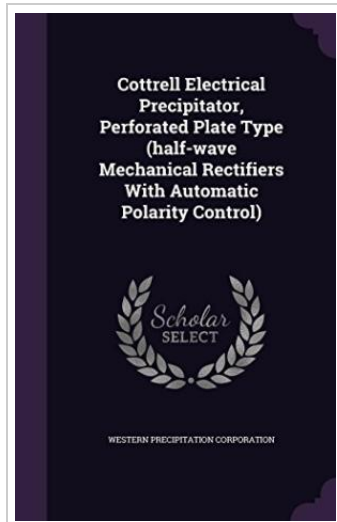 Cottrell Electrical
Precipitator,
Perforated Plate Type
(half-wave
Mechanical Rectifiers
With Automatic
Polarity Control)
Scholar
SELECT
WESTERN PRECIPITATION CORPORATION